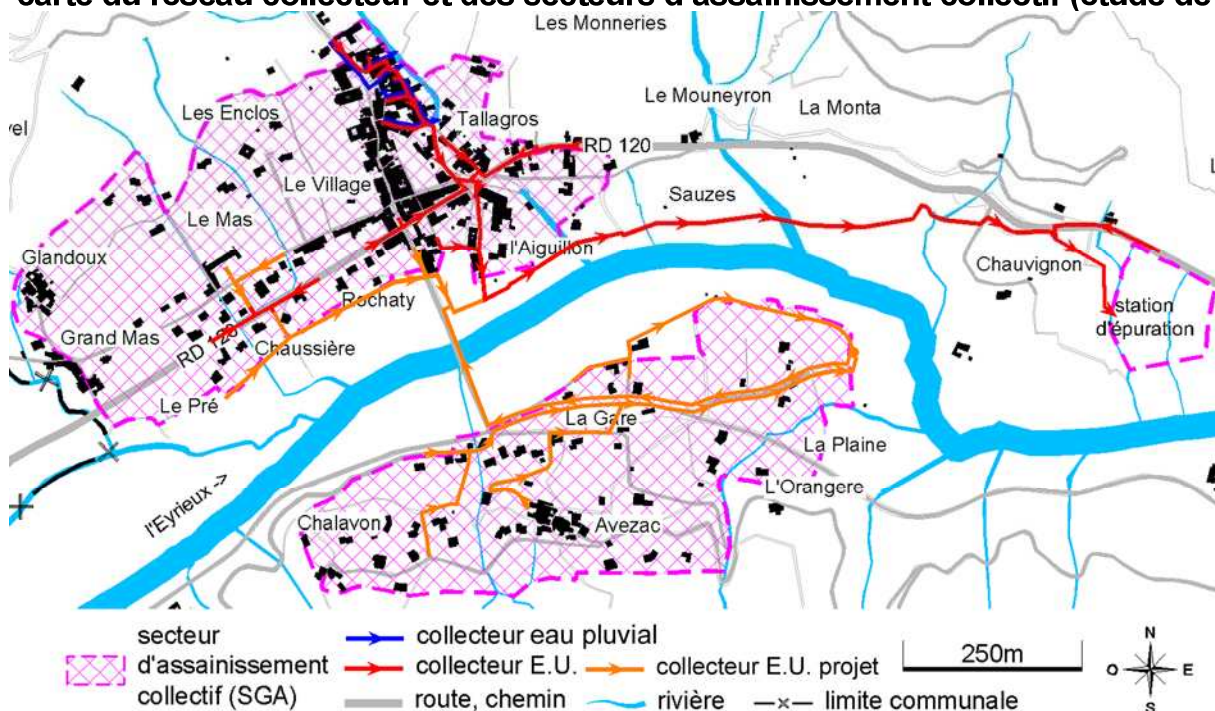 carte du réseau collecteur et des secteurs d'assainissement collectif (étude de
Les Monneries
Le Mouneyron
La Monta
Les Enclos
Tallagros
vel
RD 120
Le Village
Sauzes
Le Mas
l'Aiguillon
Glandoux
Chauvignon
Rochaty
station
d'épuration
Grand Mas
RD 120
Chaussière
Le Pré
La Gare
La Plaine
L'Orangere
l'Eyrieux ->
Chalavon
Avezac
secteur
d'assainissement
collectif (SGA)
collecteur eau pluvial
collecteur E.U.
collecteur E.U. projet
route, chemin
rivière
limite communale
250m
N
O
E
S